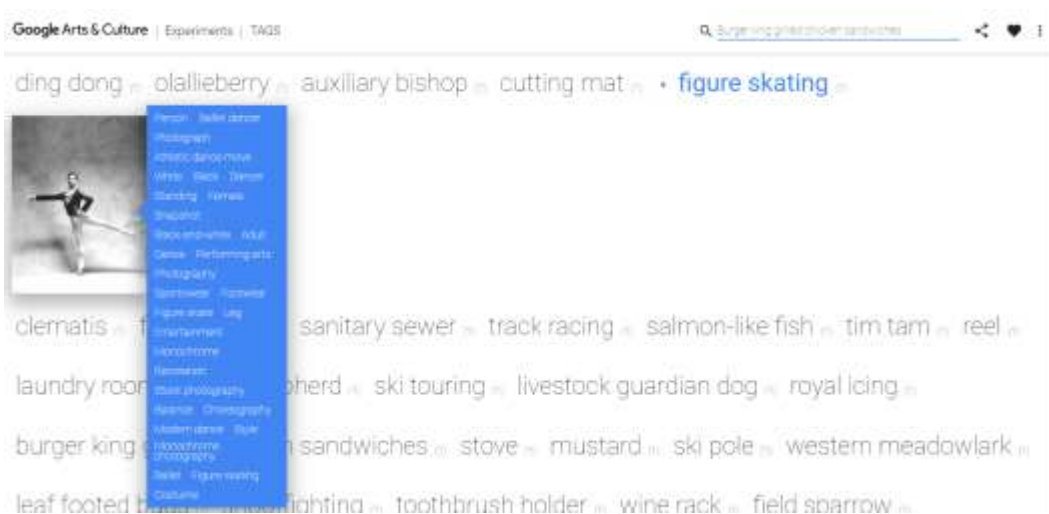 Google Arts & Culture | Experiments | TAGS Burger king grilled chicken sandwiches
ding dong olallieberry auxiliary bishop cutting mat • figure skating
Person Ballet dancer
Photograph
Athletic dance move
White Black Dancer
Standing Female
Snapshot
Black-and-white Adult
Dance Performing arts
Photography
Sportswear Footwear
Figure skate Leg
Entertainment
Monochrome
Recreation
Stock photography
Balance Choreography
Modern dance Style
Monochrome
photography
Ballet Figure skating
Costume
clematis f sanitary sewer track racing salmon-like fish tim tam reel
laundry roor pherd ski touring livestock guardian dog royal icing
burger king sandwiches stove mustard ski pole western meadowlark
leaf footed b fighting toothbrush holder wine rack field sparrow